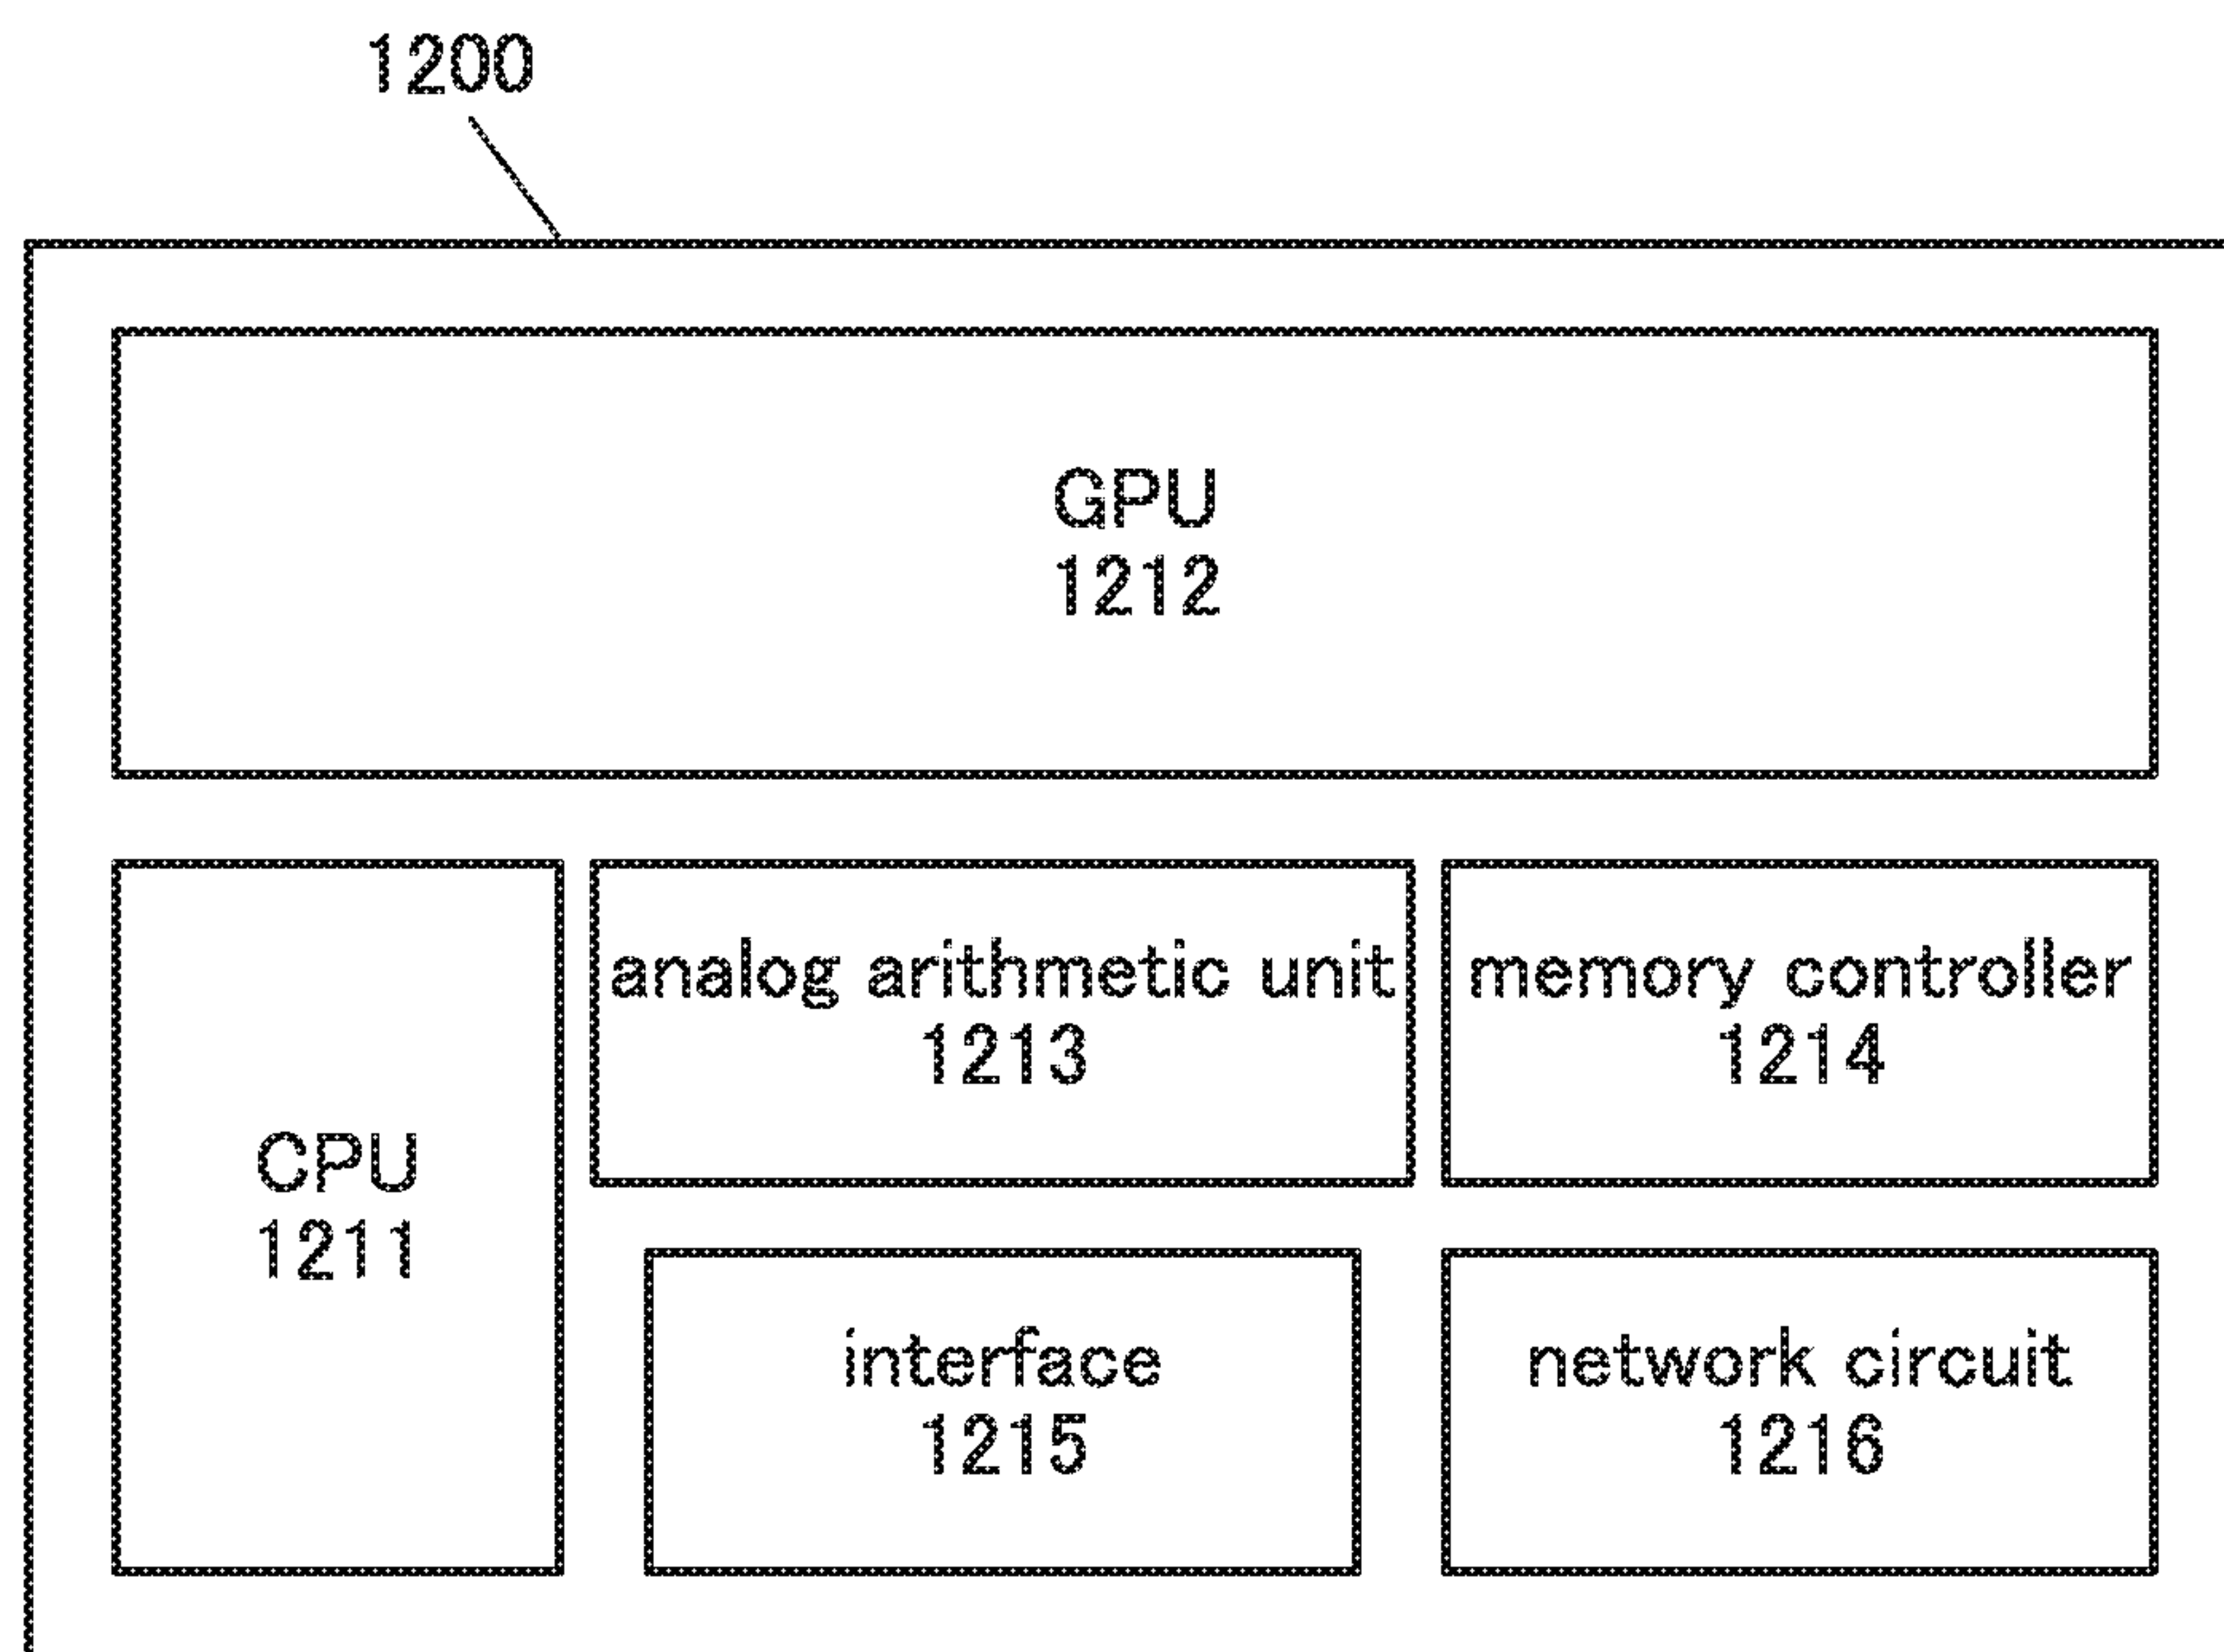 1200
GPU
1212
CPU
1211
analog arithmetic unit
1213
memory controller
1214
interface
1215
network circuit
1216